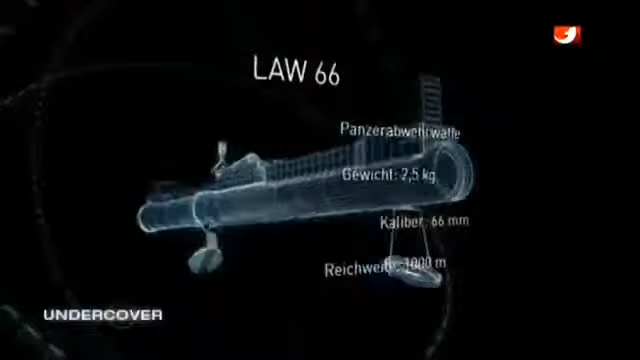 LAW 66
Panzerabwehrwaffe
Gewicht: 2,5 kg
Kaliber: 66 mm
Reichweite: 1000 m
UNDERCOVER